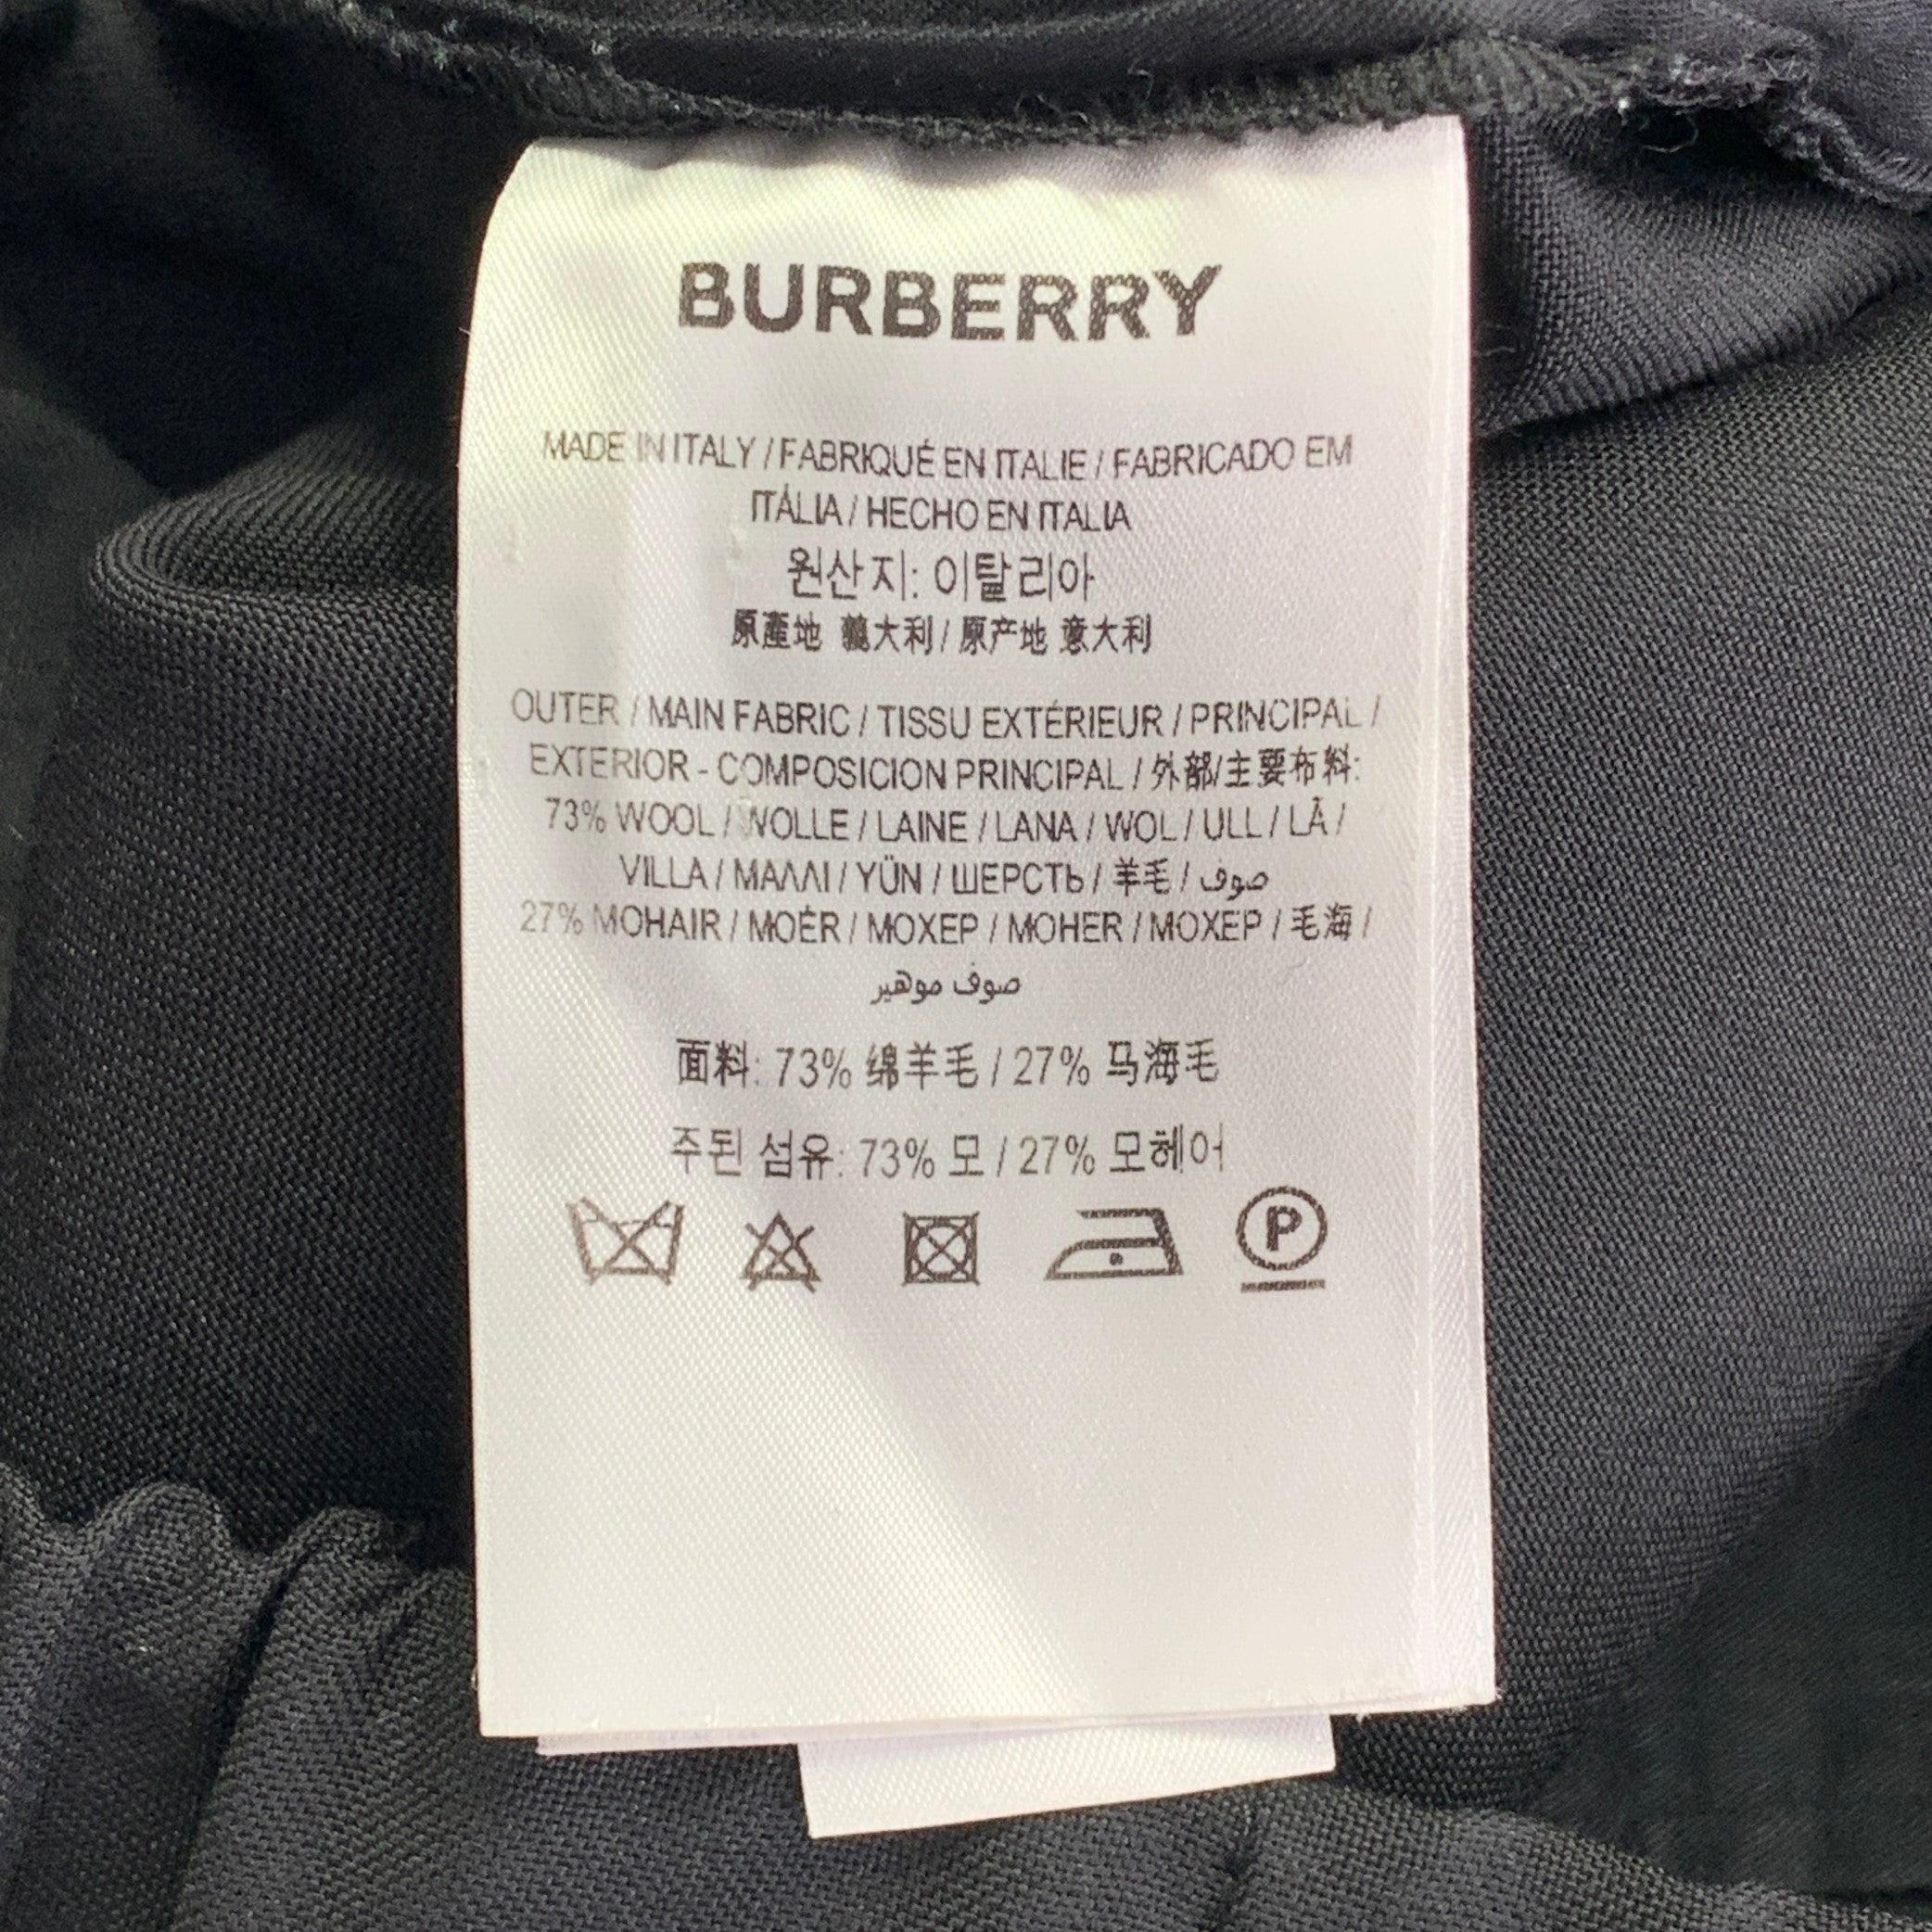 BURBERRY
MADE IN ITALY / FABRIQUÉ EN ITALIE / FABRICADO EM
ITÁLIA / HECHO EN ITALIA
원산지: 이탈리아
原產地 義大利 / 原产地 意大利
OUTER / MAIN FABRIC / TISSU EXTÉRIEUR / PRINCIPAL /
EXTERIOR - COMPOSICION PRINCIPAL / 外部/主要布料:
73% WOOL / WOLLE / LAINE / LANA / WOL / ULL / LÃ /
VILLA / ΜΑΛΛΙ / YÜN / ШЕРСТЬ / 羊毛 / صوف
27% MOHAIR / MOÉR / МОХЕР / MOHER / МОХЕР / 毛海 /
صوف موهير
面料: 73% 绵羊毛 / 27% 马海毛
주된 섬유: 73% 모 / 27% 모헤어
P